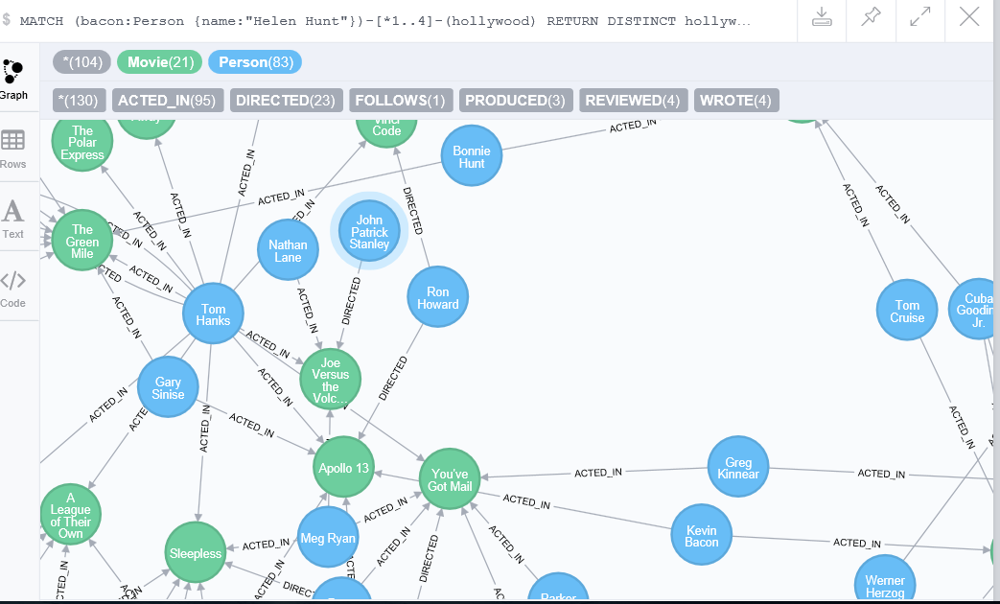 $ MATCH (bacon:Person {name:"Helen Hunt"})-[*1..4]-(hollywood) RETURN DISTINCT hollyw…
*(104) Movie(21) Person(83)
Graph
*(130) ACTED_IN(95) DIRECTED(23) FOLLOWS(1) PRODUCED(3) REVIEWED(4) WROTE(4)
Rows
Text
</>
Code
The
Polar
Express
Vinci
Code
ACTED_IN
Bonnie
Hunt
ACTED_IN
ACTED_IN
ACTED_IN
DIRECTED
ACTED_IN
ACTED_IN
John
Patrick
Stanley
The
Green
Mile
ACTED_IN
Nathan
Lane
ACTED_IN
Ron
Howard
Tom
Hanks
ACTED_IN
DIRECTED
Tom
Cruise
Cuba
Goodin
Jr.
ACTED_IN
ACTED_IN
Joe
Versus
the
Volc…
ACTED_IN
DIRECTED
Gary
Sinise
ACTED_IN
ACTED_IN
ACTED_IN
ACTED_IN
Apollo 13
You've
Got Mail
ACTED_IN
Greg
Kinnear
ACTED_IN
A
League
of Their
Own
ACTED_IN
ACTED_IN
Kevin
Bacon
ACTED_IN
Sleepless
ACTED_IN
Meg Ryan
ACTED_IN
DIRECTED
ACTED_IN
ACTED_IN
Werner
Herzog
Parker